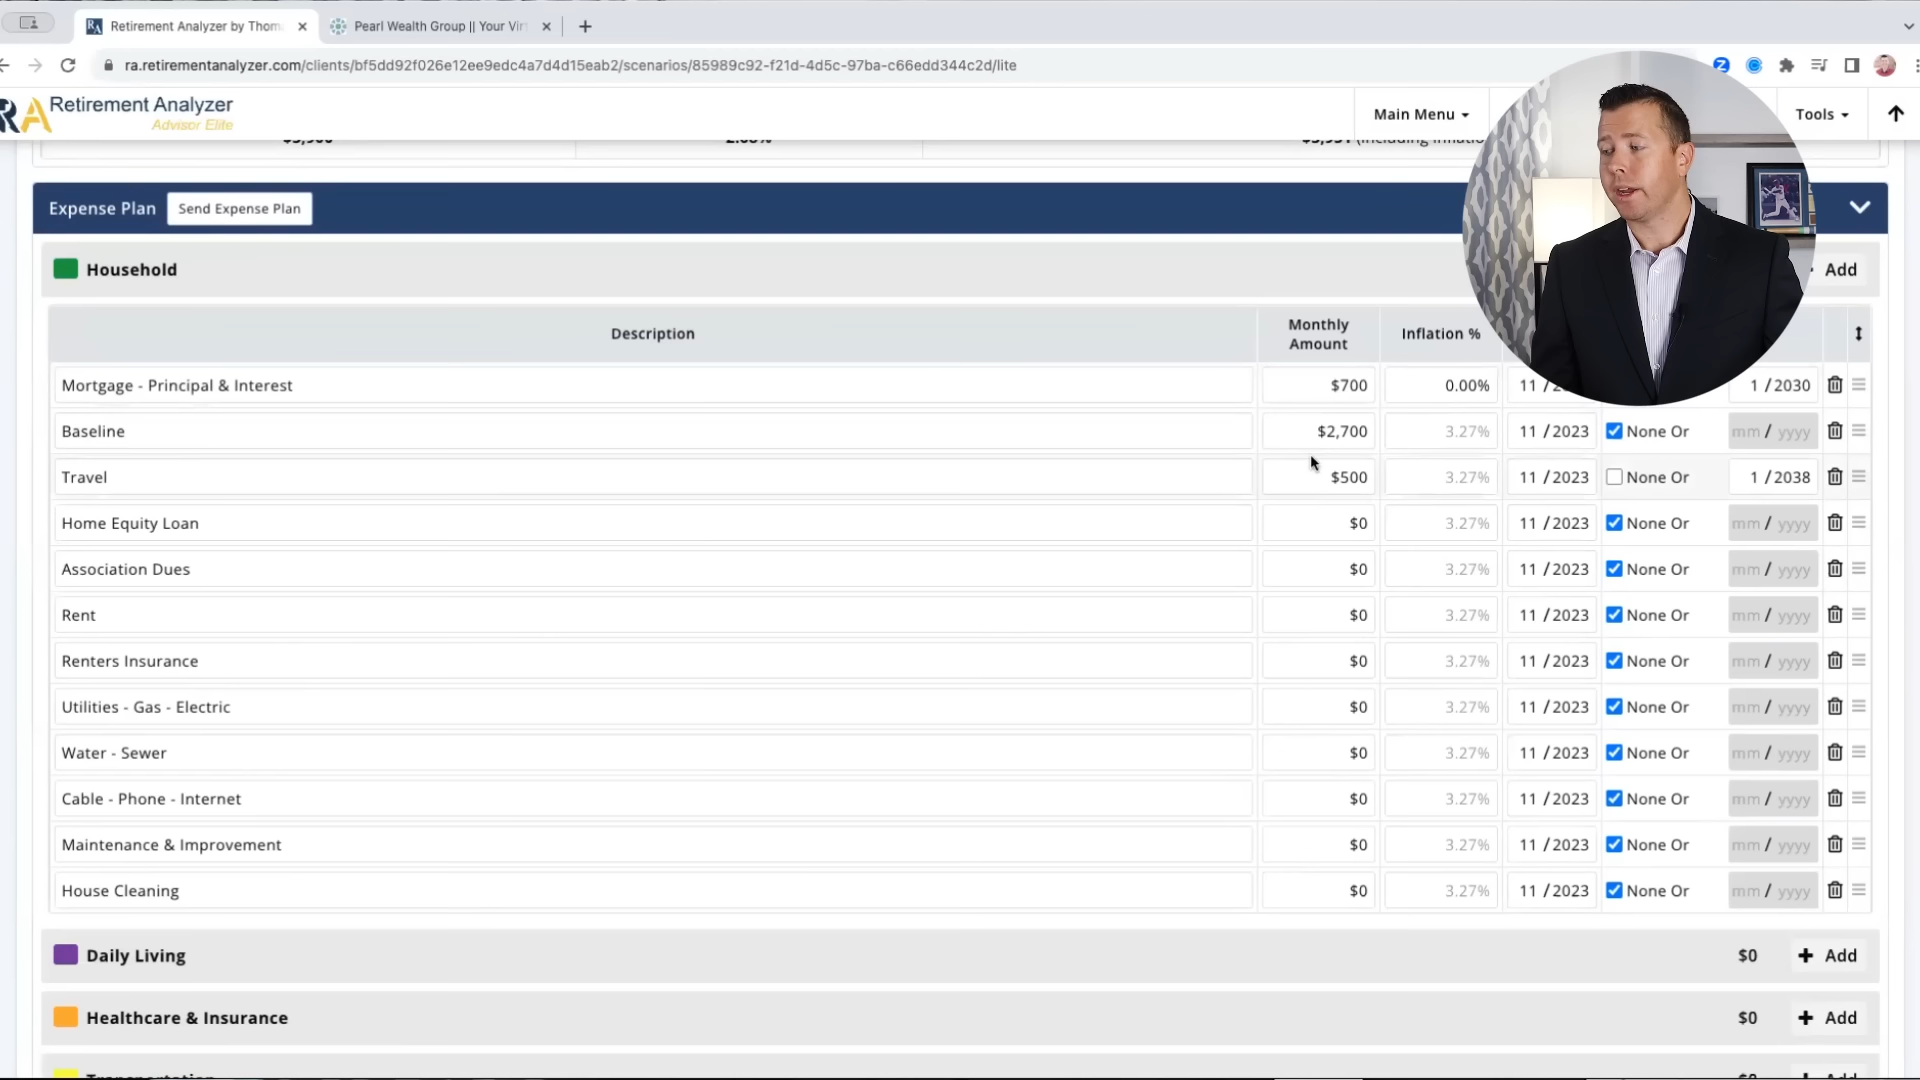 Retirement Analyzer by Thom
Pearl Wealth Group || Your Vir
ra.retirementanalyzer.com/clients/bf5dd92f026e12ee9edc4a7d4d15eab2/scenarios/85989c92-f21d-4d5c-97ba-c66edd344c2d/lite
RA Retirement Analyzer
Advisor Elite
Main Menu
Tools
Expense Plan Send Expense Plan
Household Add
Description Monthly Amount Inflation %
Mortgage - Principal & Interest $700 0.00% 11 / 1 / 2030
Baseline $2,700 3.27% 11 / 2023 None Or mm / yyyy
Travel $500 3.27% 11 / 2023 None Or 1 / 2038
Home Equity Loan $0 3.27% 11 / 2023 None Or mm / yyyy
Association Dues $0 3.27% 11 / 2023 None Or mm / yyyy
Rent $0 3.27% 11 / 2023 None Or mm / yyyy
Renters Insurance $0 3.27% 11 / 2023 None Or mm / yyyy
Utilities - Gas - Electric $0 3.27% 11 / 2023 None Or mm / yyyy
Water - Sewer $0 3.27% 11 / 2023 None Or mm / yyyy
Cable - Phone - Internet $0 3.27% 11 / 2023 None Or mm / yyyy
Maintenance & Improvement $0 3.27% 11 / 2023 None Or mm / yyyy
House Cleaning $0 3.27% 11 / 2023 None Or mm / yyyy
Daily Living $0 + Add
Healthcare & Insurance $0 + Add